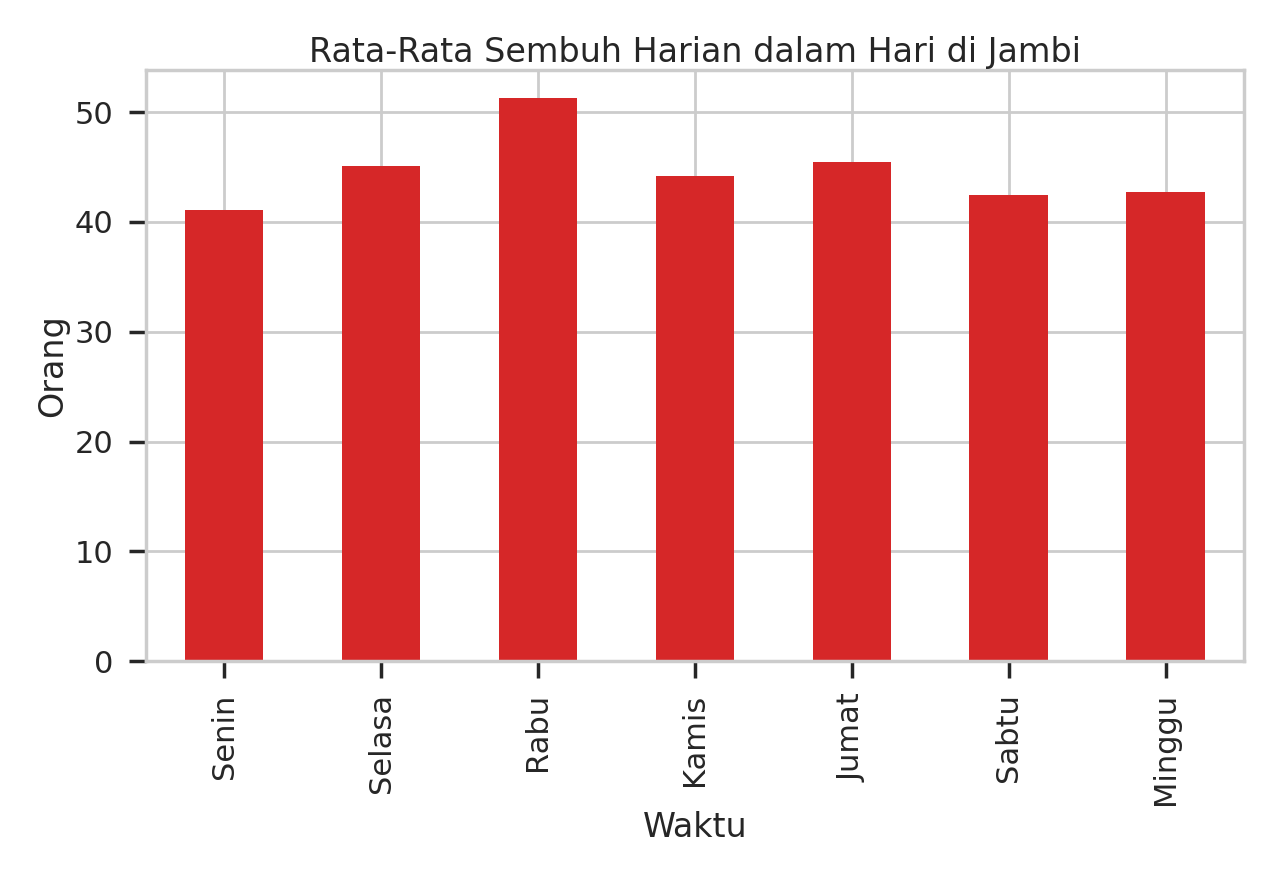 Rata-Rata Sembuh Harian dalam Hari di Jambi
Orang
50
40
30
20
10
0
Senin
Selasa
Rabu
Kamis
Jumat
Sabtu
Minggu
Waktu